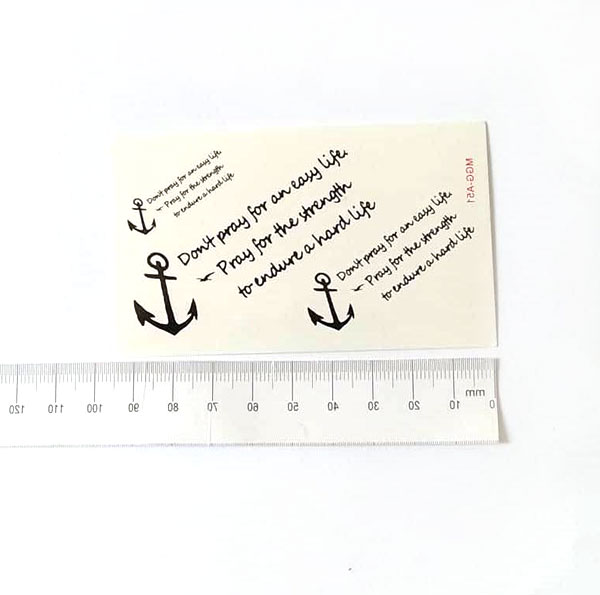 Don't pray for an easy life.
Pray for the strength
to endure a hard life
Don't pray for an easy life.
Pray for the strength
to endure a hard life
Don't pray for an easy life.
Pray for the strength
to endure a hard life
MGG-A51
120 110 100 90 80 70 60 50 40 30 20 10 mm 0